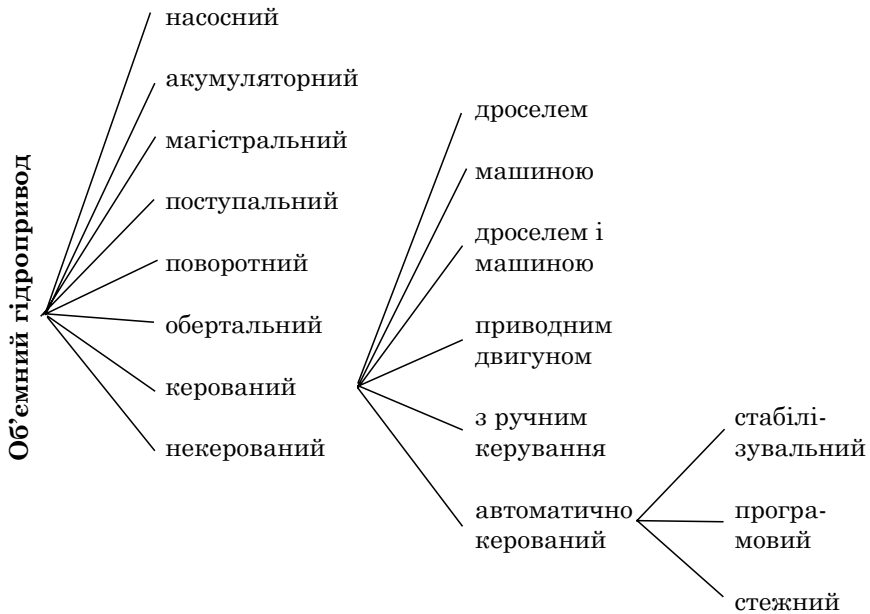 Об’ємний гідропривод
насосний
акумуляторний
магістральний
поступальний
поворотний
обертальний
керований
некерований
дроселем
машиною
дроселем і
машиною
приводним
двигуном
з ручним
керування
автоматично
керований
стабілі-
зувальний
програ-
мовий
стежний